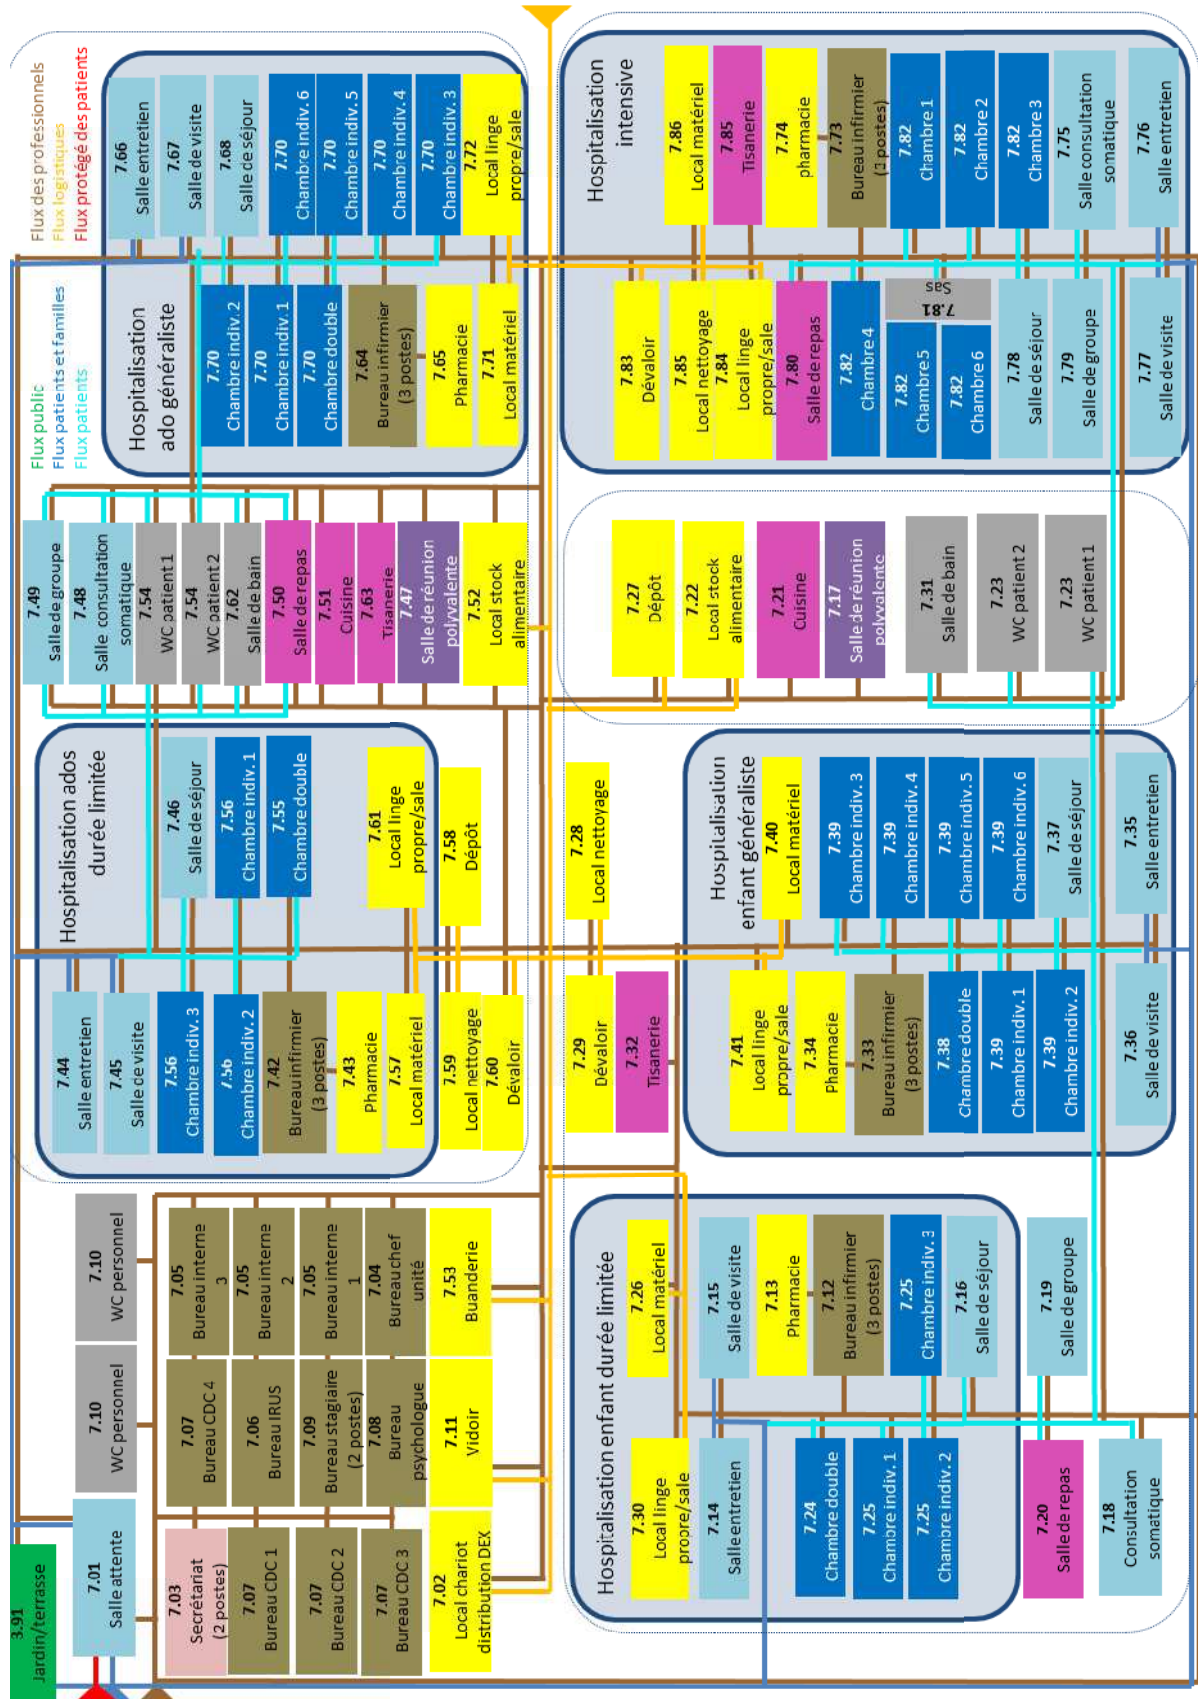 3.91
Jardin/terrasse
7.01
Salle attente
7.10
WC personnel
7.10
WC personnel
7.03
Secrétariat
(2 postes)
7.07
Bureau CDC 1
7.07
Bureau CDC 2
7.07
Bureau CDC 3
7.02
Local chariot
distribution DEX
7.07
Bureau CDC 4
7.06
Bureau IRUS
7.09
Bureau stagiaire
(2 postes)
7.08
Bureau
psychologue
7.11
Vidoir
7.05
Bureau interne
3
7.05
Bureau interne
2
7.05
Bureau interne
1
7.04
Bureau chef
unité
7.53
Buanderie
Hospitalisation ados
durée limitée
7.44
Salle entretien
7.45
Salle de visite
7.56
Chambre indiv. 3
7.56
Chambre indiv. 2
7.42
Bureau infirmier
(3 postes)
7.43
Pharmacie
7.57
Local matériel
7.59
Local nettoyage
7.60
Dévaloir
7.46
Salle de séjour
7.56
Chambre indiv. 1
7.55
Chambre double
7.61
Local linge
propre/sale
7.58
Dépôt
7.49
Salle de groupe
7.48
Salle consultation
somatique
7.54
WC patient 1
7.54
WC patient 2
7.62
Salle de bain
7.50
Salle de repas
7.51
Cuisine
7.63
Tisanerie
7.47
Salle de réunion
polyvalente
7.52
Local stock
alimentaire
Flux public
Flux patients et familles
Flux patients
Flux des professionnels
Flux logistiques
Flux protégé des patients
Hospitalisation
ado généraliste
7.70
Chambre indiv. 2
7.70
Chambre indiv. 1
7.70
Chambre double
7.64
Bureau infirmier
(3 postes)
7.65
Pharmacie
7.71
Local matériel
7.66
Salle entretien
7.67
Salle de visite
7.68
Salle de séjour
7.70
Chambre indiv. 6
7.70
Chambre indiv. 5
7.70
Chambre indiv. 4
7.70
Chambre indiv. 3
7.72
Local linge
propre/sale
Hospitalisation enfant durée limitée
7.30
Local linge
propre/sale
7.14
Salle entretien
7.24
Chambre double
7.25
Chambre indiv. 1
7.25
Chambre indiv. 2
7.20
Salle de repas
7.18
Consultation
somatique
7.26
Local matériel
7.15
Salle de visite
7.13
Pharmacie
7.12
Bureau infirmier
(3 postes)
7.25
Chambre indiv. 3
7.16
Salle de séjour
7.19
Salle de groupe
7.29
Dévaloir
7.32
Tisanerie
7.28
Local nettoyage
Hospitalisation
enfant généraliste
7.41
Local linge
propre/sale
7.34
Pharmacie
7.33
Bureau infirmier
(3 postes)
7.38
Chambre double
7.39
Chambre indiv. 1
7.39
Chambre indiv. 2
7.36
Salle de visite
7.40
Local matériel
7.39
Chambre indiv. 3
7.39
Chambre indiv. 4
7.39
Chambre indiv. 5
7.39
Chambre indiv. 6
7.37
Salle de séjour
7.35
Salle entretien
7.27
Dépôt
7.22
Local stock
alimentaire
7.21
Cuisine
7.17
Salle de réunion
polyvalente
7.31
Salle de bain
7.23
WC patient 2
7.23
WC patient 1
Hospitalisation
intensive
7.83
Dévaloir
7.85
Local nettoyage
7.84
Local linge
propre/sale
7.80
Salle de repas
7.82
Chambre 4
7.82
Chambre 5
7.82
Chambre 6
7.81
Sas
7.78
Salle de séjour
7.79
Salle de groupe
7.77
Salle de visite
7.86
Local matériel
7.85
Tisanerie
7.74
pharmacie
7.73
Bureau infirmier
(3 postes)
7.82
Chambre 1
7.82
Chambre 2
7.82
Chambre 3
7.75
Salle consultation
somatique
7.76
Salle entretien